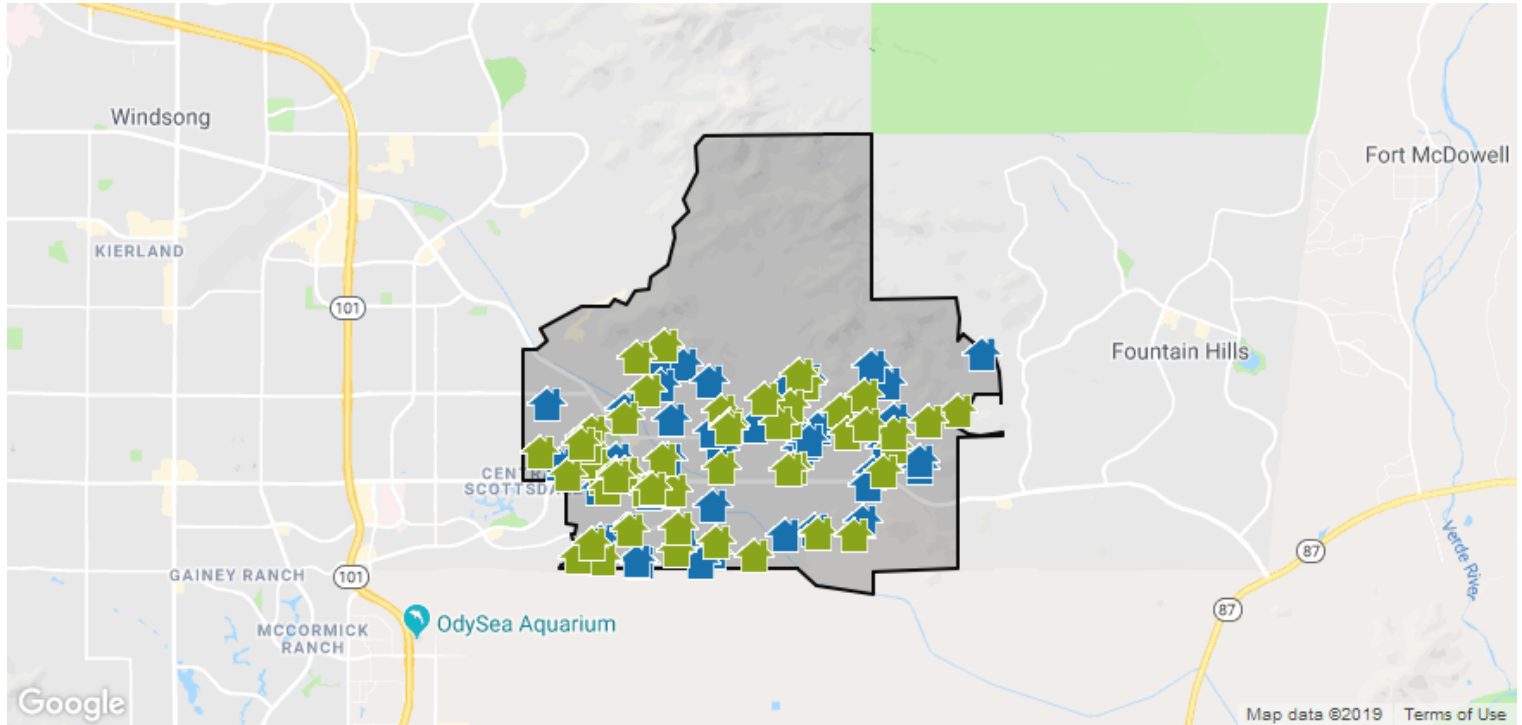 Windsong
Fort McDowell
KIERLAND
101
Fountain Hills
CENT
SCOTTSDA
87
Verde River
GAINEY RANCH
101
87
MCCORMICK
RANCH
OdySea Aquarium
Google
Map data ©2019
Terms of Use